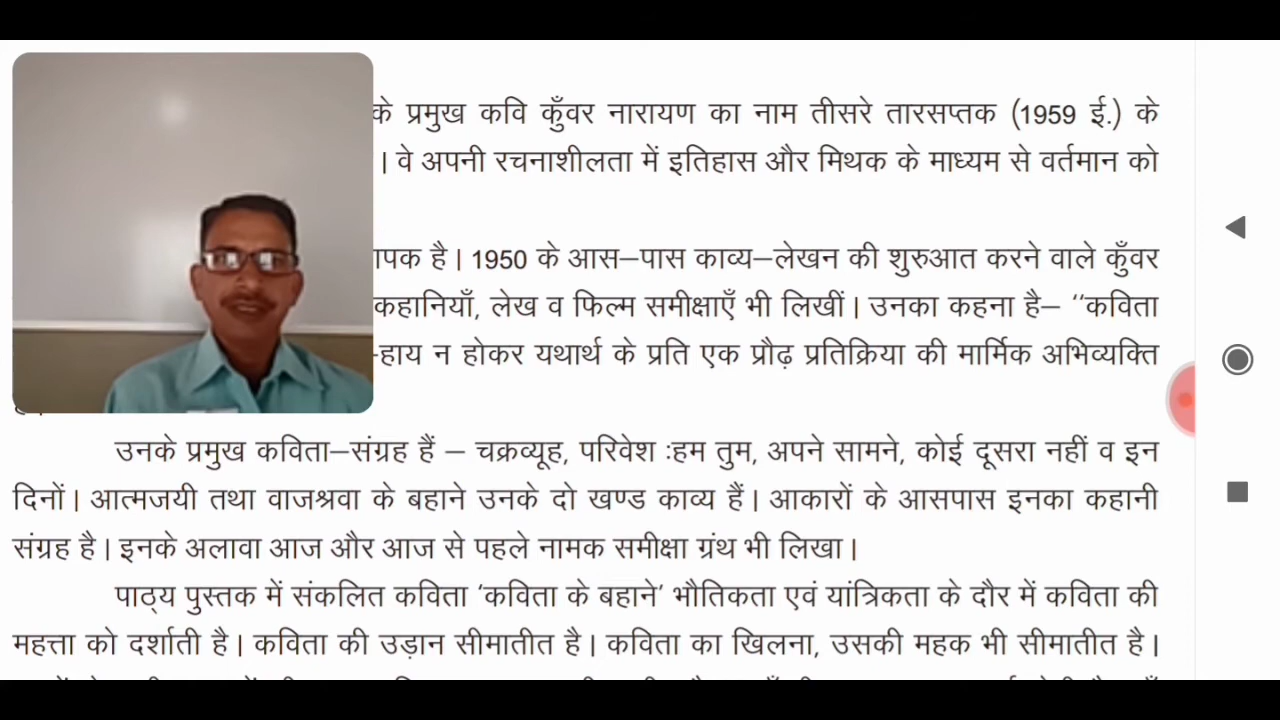 के प्रमुख कवि कुँवर नारायण का नाम तीसरे तारसप्तक (1959 ई.) के
। वे अपनी रचनाशीलता में इतिहास और मिथक के माध्यम से वर्तमान को
पक है। 1950 के आस–पास काव्य–लेखन की शुरुआत करने वाले कुँवर
कहानियाँ, लेख व फिल्म समीक्षाएँ भी लिखीं। उनका कहना है– ‘‘कविता
-हाय न होकर यथार्थ के प्रति एक प्रौढ़ प्रतिक्रिया की मार्मिक अभिव्यक्ति
उनके प्रमुख कविता–संग्रह हैं – चक्रव्यूह, परिवेश :हम तुम, अपने सामने, कोई दूसरा नहीं व इन
दिनों। आत्मजयी तथा वाजश्रवा के बहाने उनके दो खण्ड काव्य हैं। आकारों के आसपास इनका कहानी
संग्रह है। इनके अलावा आज और आज से पहले नामक समीक्षा ग्रंथ भी लिखा।
पाठ्य पुस्तक में संकलित कविता ‘कविता के बहाने’ भौतिकता एवं यांत्रिकता के दौर में कविता की
महत्ता को दर्शाती है। कविता की उड़ान सीमातीत है। कविता का खिलना, उसकी महक भी सीमातीत है।